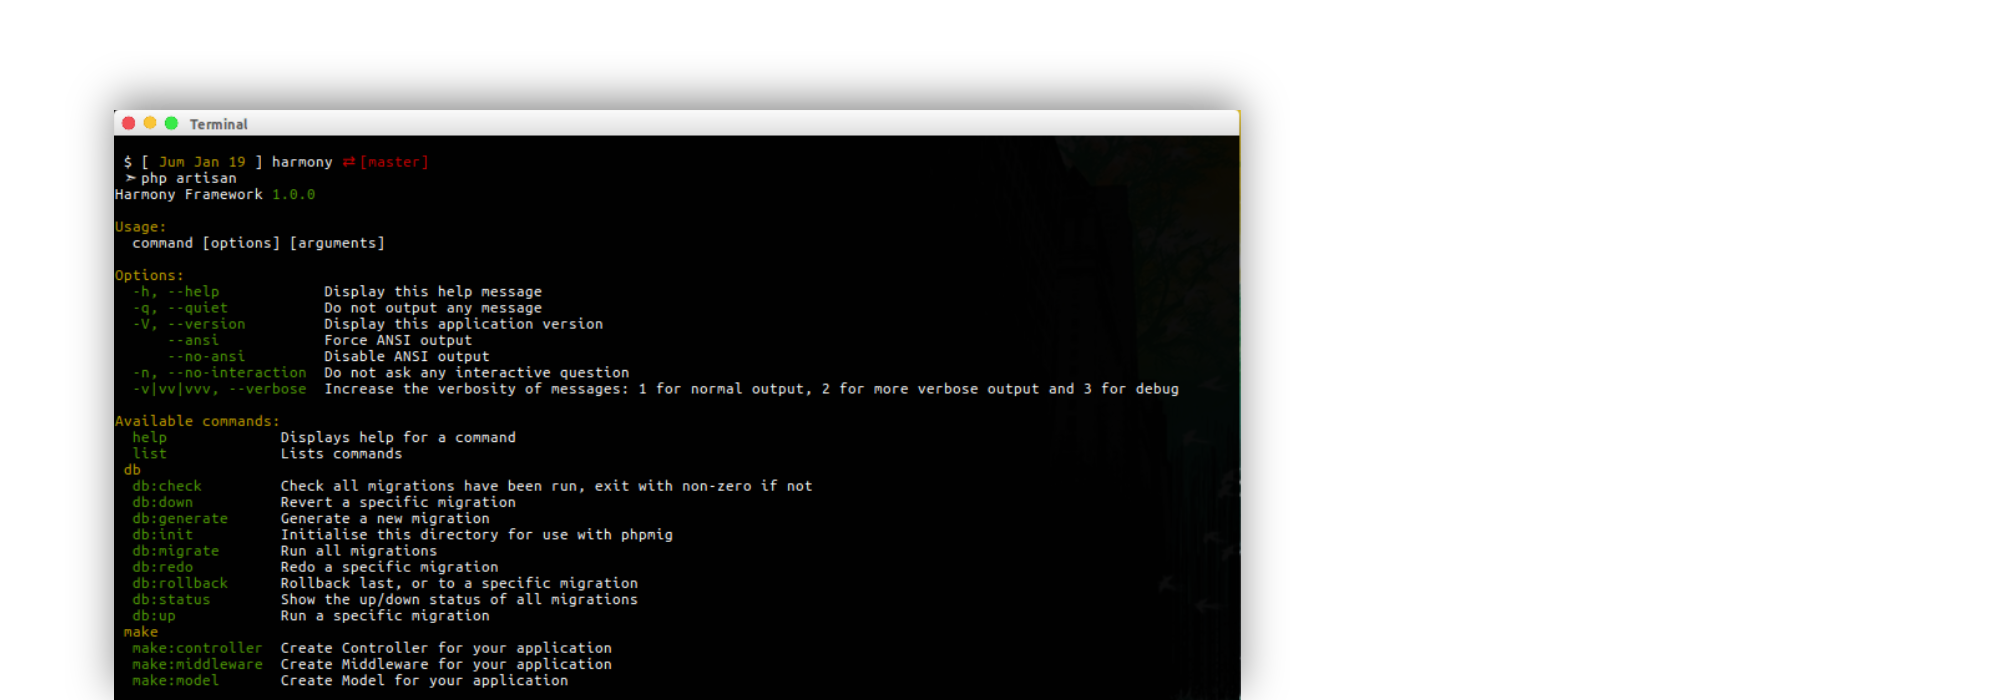 Terminal
$ [ Jum Jan 19 ] harmony ⇄ [master]
➣ php artisan
Harmony Framework 1.0.0
Usage:
command [options] [arguments]
Options:
-h, --help Display this help message
-q, --quiet Do not output any message
-V, --version Display this application version
--ansi Force ANSI output
--no-ansi Disable ANSI output
-n, --no-interaction Do not ask any interactive question
-v|vv|vvv, --verbose Increase the verbosity of messages: 1 for normal output, 2 for more verbose output and 3 for debug
Available commands:
help Displays help for a command
list Lists commands
db
db:check Check all migrations have been run, exit with non-zero if not
db:down Revert a specific migration
db:generate Generate a new migration
db:init Initialise this directory for use with phpmig
db:migrate Run all migrations
db:redo Redo a specific migration
db:rollback Rollback last, or to a specific migration
db:status Show the up/down status of all migrations
db:up Run a specific migration
make
make:controller Create Controller for your application
make:middleware Create Middleware for your application
make:model Create Model for your application